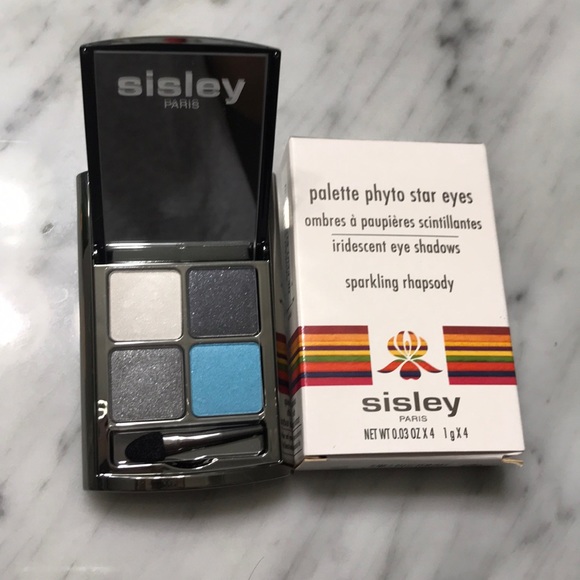 sisley
PARIS
palette phyto star eyes
ombres à paupières scintillantes
iridescent eye shadows
sparkling rhapsody
sisley
PARIS
NET WT 0.03 OZ X 4 1 g X 4